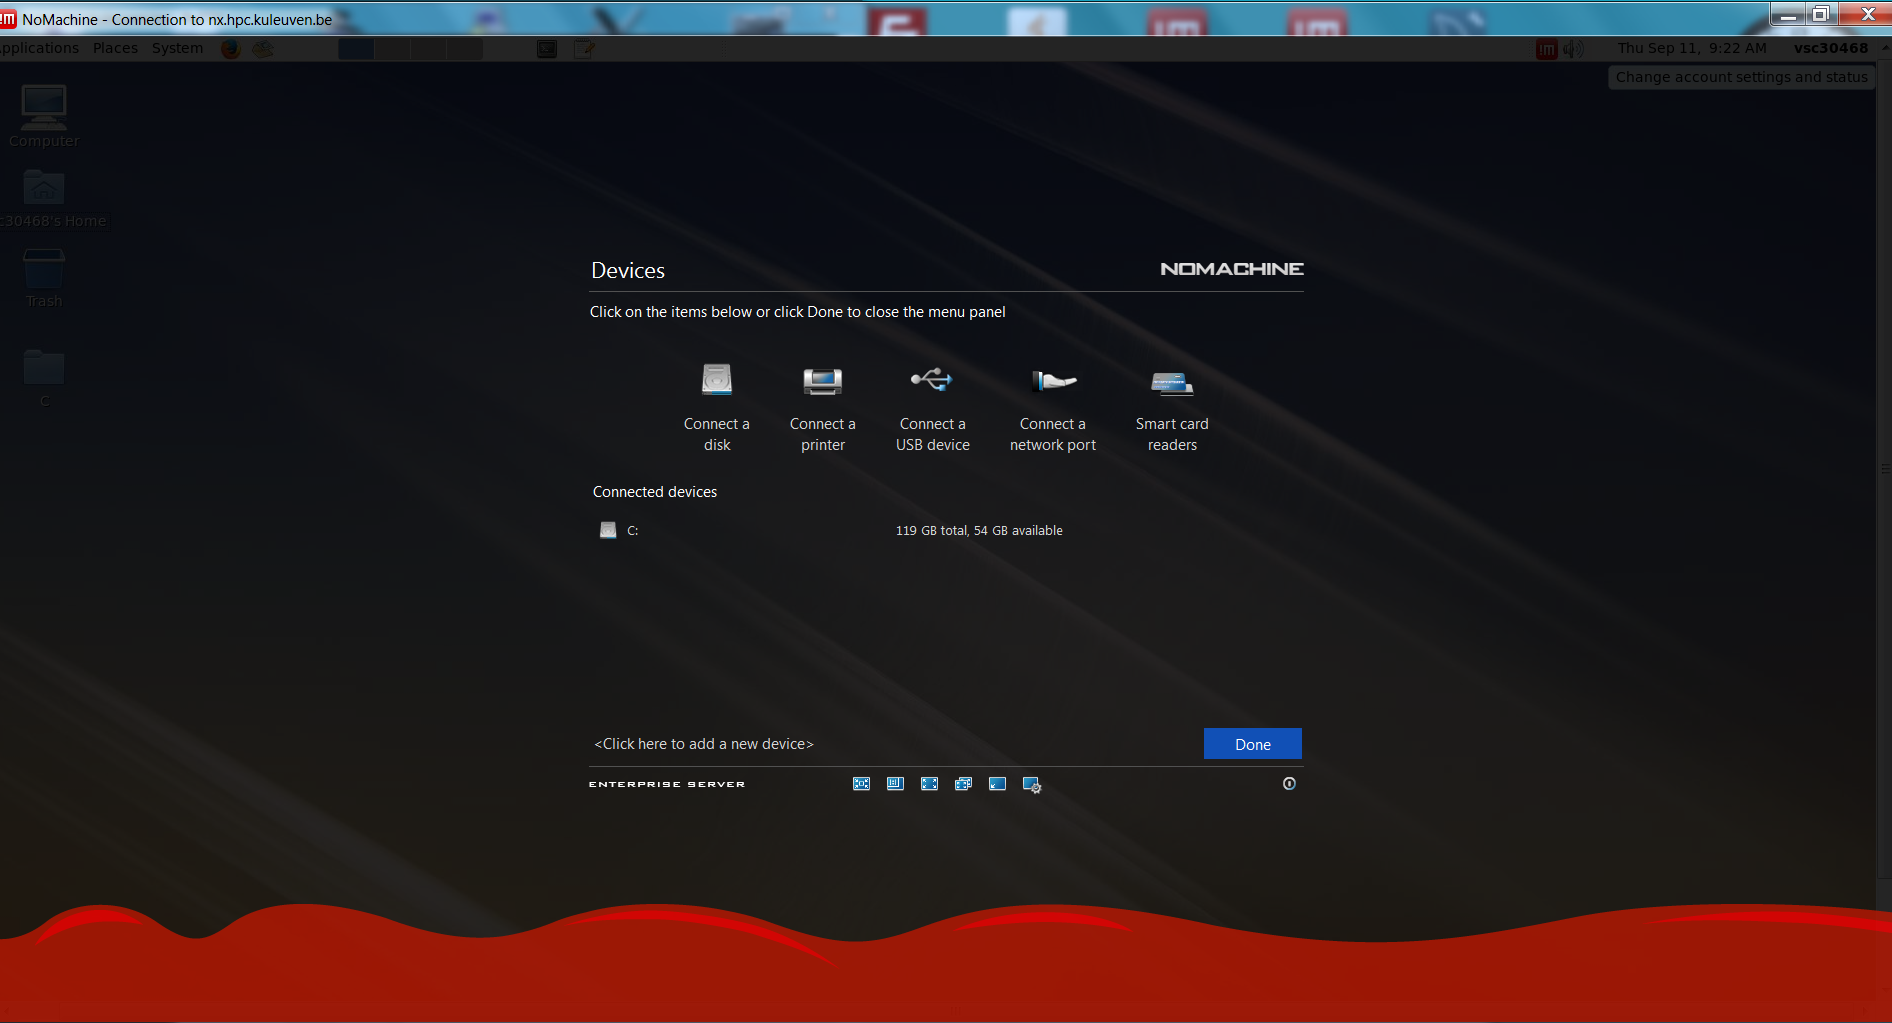 NoMachine - Connection to nx.hpc.kuleuven.be
pplications Places System
Thu Sep 11, 9:22 AM vsc30468
Change account settings and status
Computer
c30468's Home
Trash
C
Devices
NOMACHINE
Click on the items below or click Done to close the menu panel
Connect a disk
Connect a printer
Connect a USB device
Connect a network port
Smart card readers
Connected devices
C: 119 GB total, 54 GB available
<Click here to add a new device>
Done
ENTERPRISE SERVER